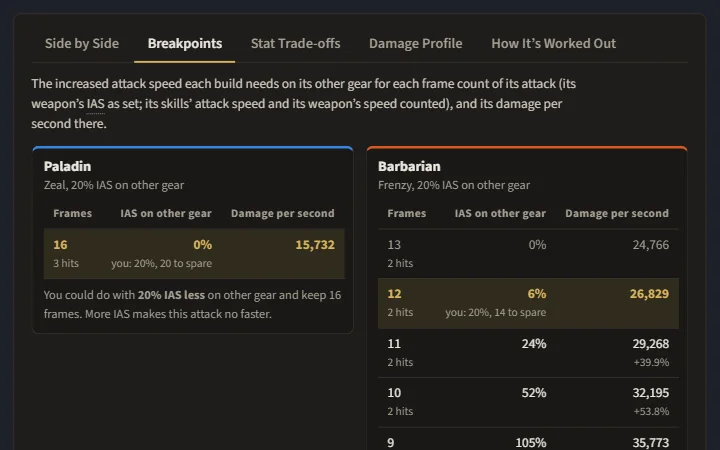 Side by Side Breakpoints Stat Trade-offs Damage Profile How It's Worked Out
The increased attack speed each build needs on its other gear for each frame count of its attack (its
weapon's IAS as set; its skills' attack speed and its weapon's speed counted), and its damage per
second there.
Paladin
Zeal, 20% IAS on other gear
Frames IAS on other gear Damage per second
16 0% 15,732
3 hits you: 20%, 20 to spare
You could do with 20% IAS less on other gear and keep 16
frames. More IAS makes this attack no faster.
Barbarian
Frenzy, 20% IAS on other gear
Frames IAS on other gear Damage per second
13 0% 24,766
2 hits
12 6% 26,829
2 hits you: 20%, 14 to spare
11 24% 29,268
2 hits +39.9%
10 52% 32,195
2 hits +53.8%
9 105% 35,773